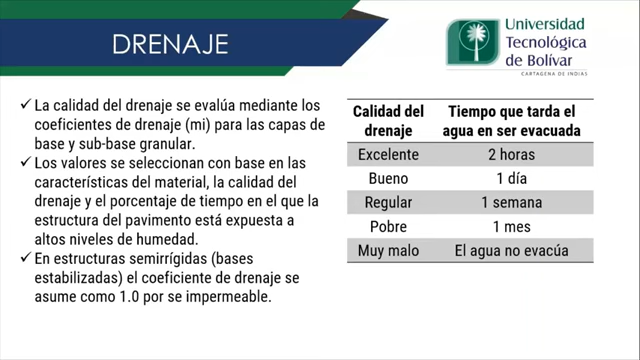 DRENAJE
Universidad
Tecnológica
de Bolívar
CARTAGENA DE INDIAS
✓ La calidad del drenaje se evalúa mediante los
coeficientes de drenaje (mi) para las capas de
base y sub-base granular.
✓ Los valores se seleccionan con base en las
características del material, la calidad del
drenaje y el porcentaje de tiempo en el que la
estructura del pavimento está expuesta a
altos niveles de humedad.
✓ En estructuras semirrígidas (bases
estabilizadas) el coeficiente de drenaje se
asume como 1.0 por se impermeable.
Calidad del drenaje Tiempo que tarda el agua en ser evacuada
Excelente 2 horas
Bueno 1 día
Regular 1 semana
Pobre 1 mes
Muy malo El agua no evacúa